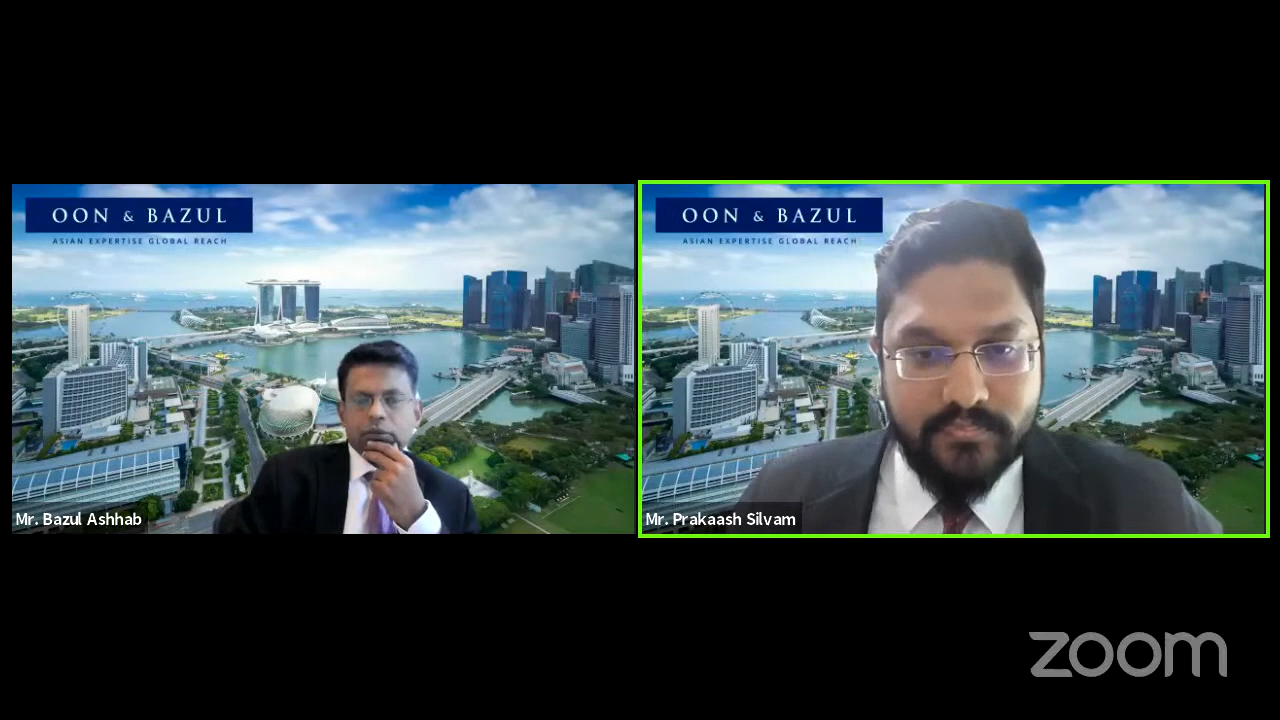 OON & BAZUL
ASIAN EXPERTISE GLOBAL REACH
OON & BAZUL
ASIAN EXPERTISE GLOBAL REACH
Mr. Bazul Ashhab
Mr. Prakaash Silvam
zoom